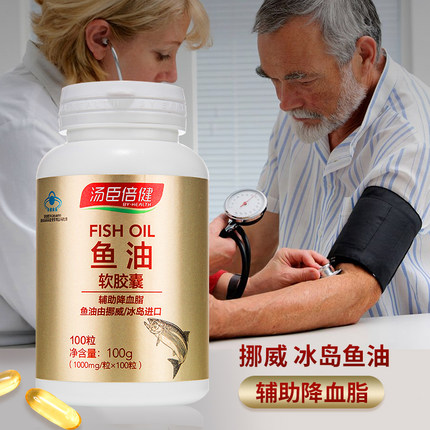 汤臣倍健
BY-HEALTH
FISH OIL
鱼油
软胶囊
辅助降血脂
鱼油由挪威/冰岛进口
100粒
净含量: 100g
(1000mg/粒×100粒)
挪威 冰岛鱼油
辅助降血脂